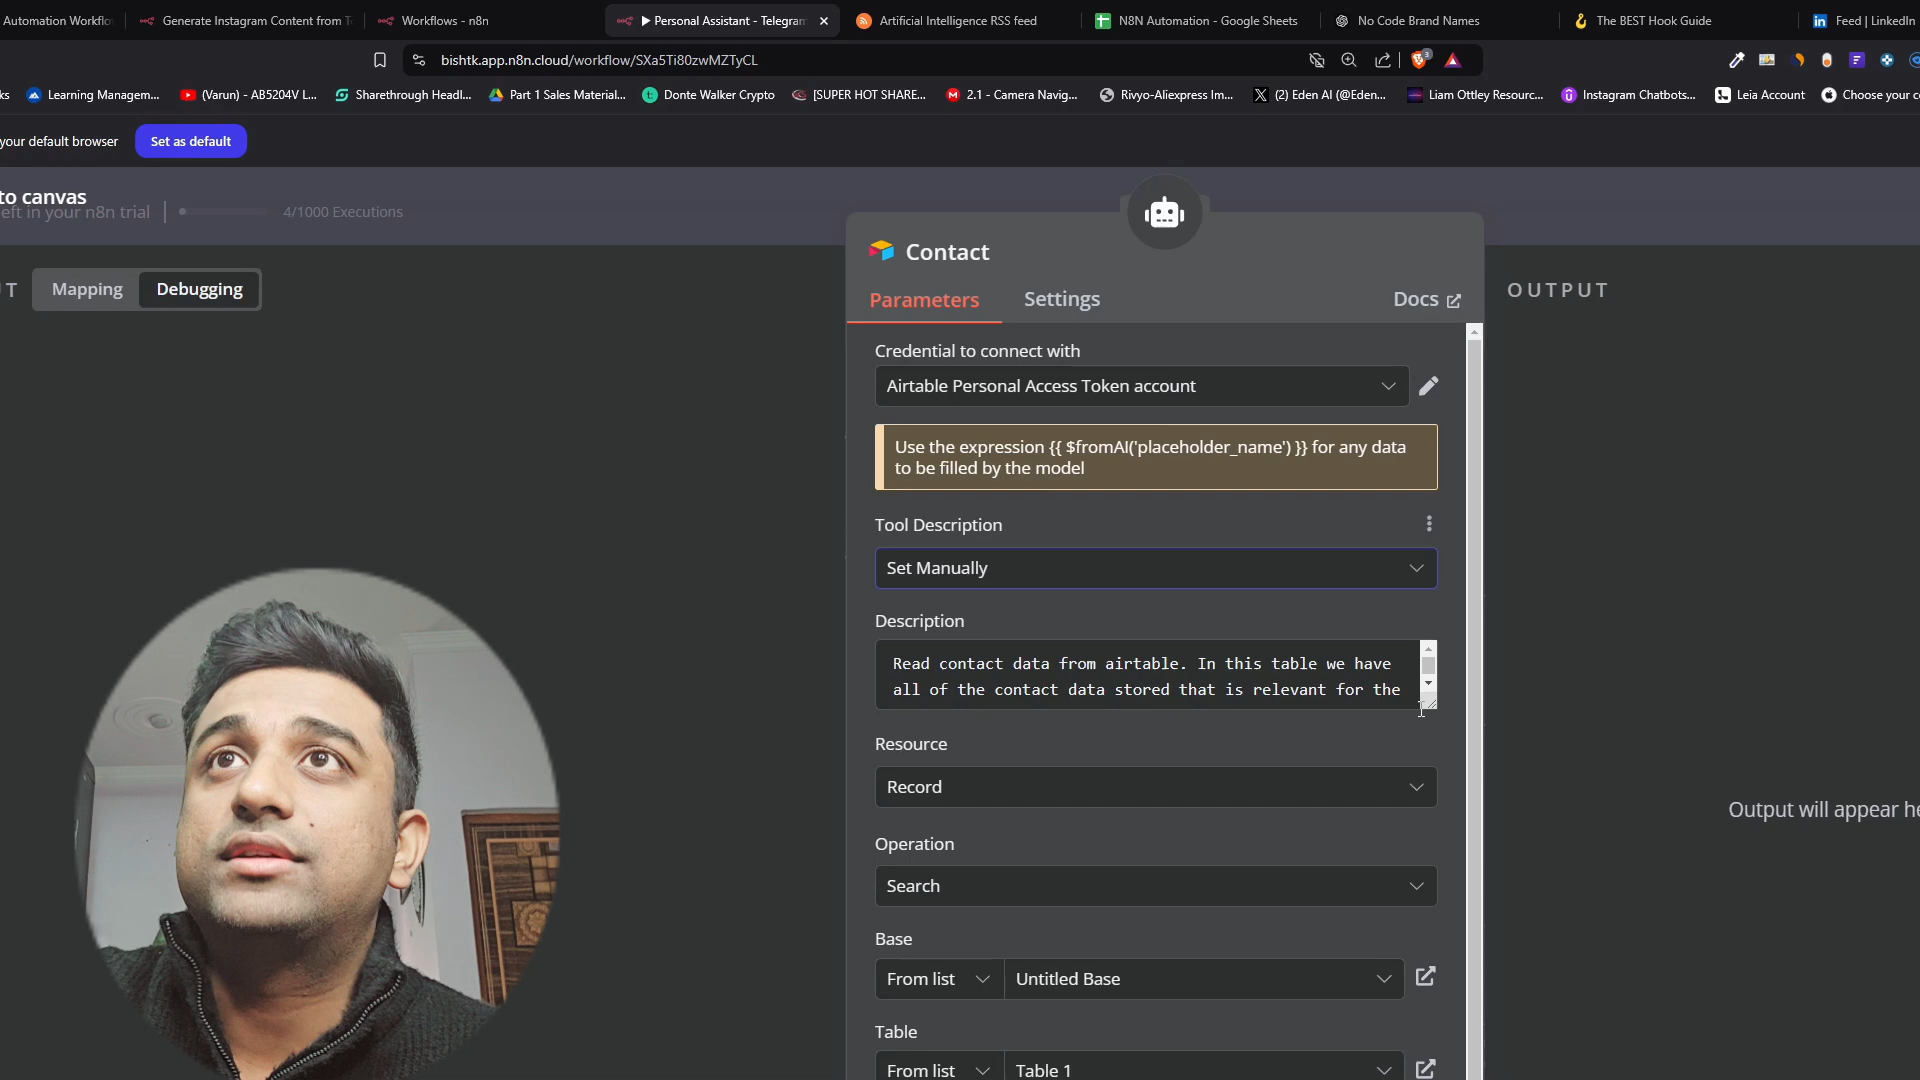 Automation Workflo
Generate Instagram Content from T
Workflows - n8n
▶ Personal Assistant - Telegram
Artificial Intelligence RSS feed
N8N Automation - Google Sheets
No Code Brand Names
The BEST Hook Guide
Feed | LinkedIn
bishtk.app.n8n.cloud/workflow/SXa5Ti80zwMZTyCL
3
ks
Learning Managem...
(Varun) - AB5204V L...
Sharethrough Headl...
Part 1 Sales Material...
Donte Walker Crypto
[SUPER HOT SHARE...
2.1 - Camera Navig...
Rivyo-Aliexpress Im...
(2) Eden AI (@Eden...
Liam Ottley Resourc...
Instagram Chatbots...
Leia Account
Choose your c
your default browser
Set as default
to canvas
left in your n8n trial
4/1000 Executions
Contact
UT
Mapping
Debugging
Parameters
Settings
Docs
OUTPUT
Credential to connect with
Airtable Personal Access Token account
Use the expression {{ $fromAI('placeholder_name') }} for any data
to be filled by the model
Tool Description
Set Manually
Description
Read contact data from airtable. In this table we have
all of the contact data stored that is relevant for the
Resource
Record
Output will appear he
Operation
Search
Base
From list
Untitled Base
Table
From list
Table 1